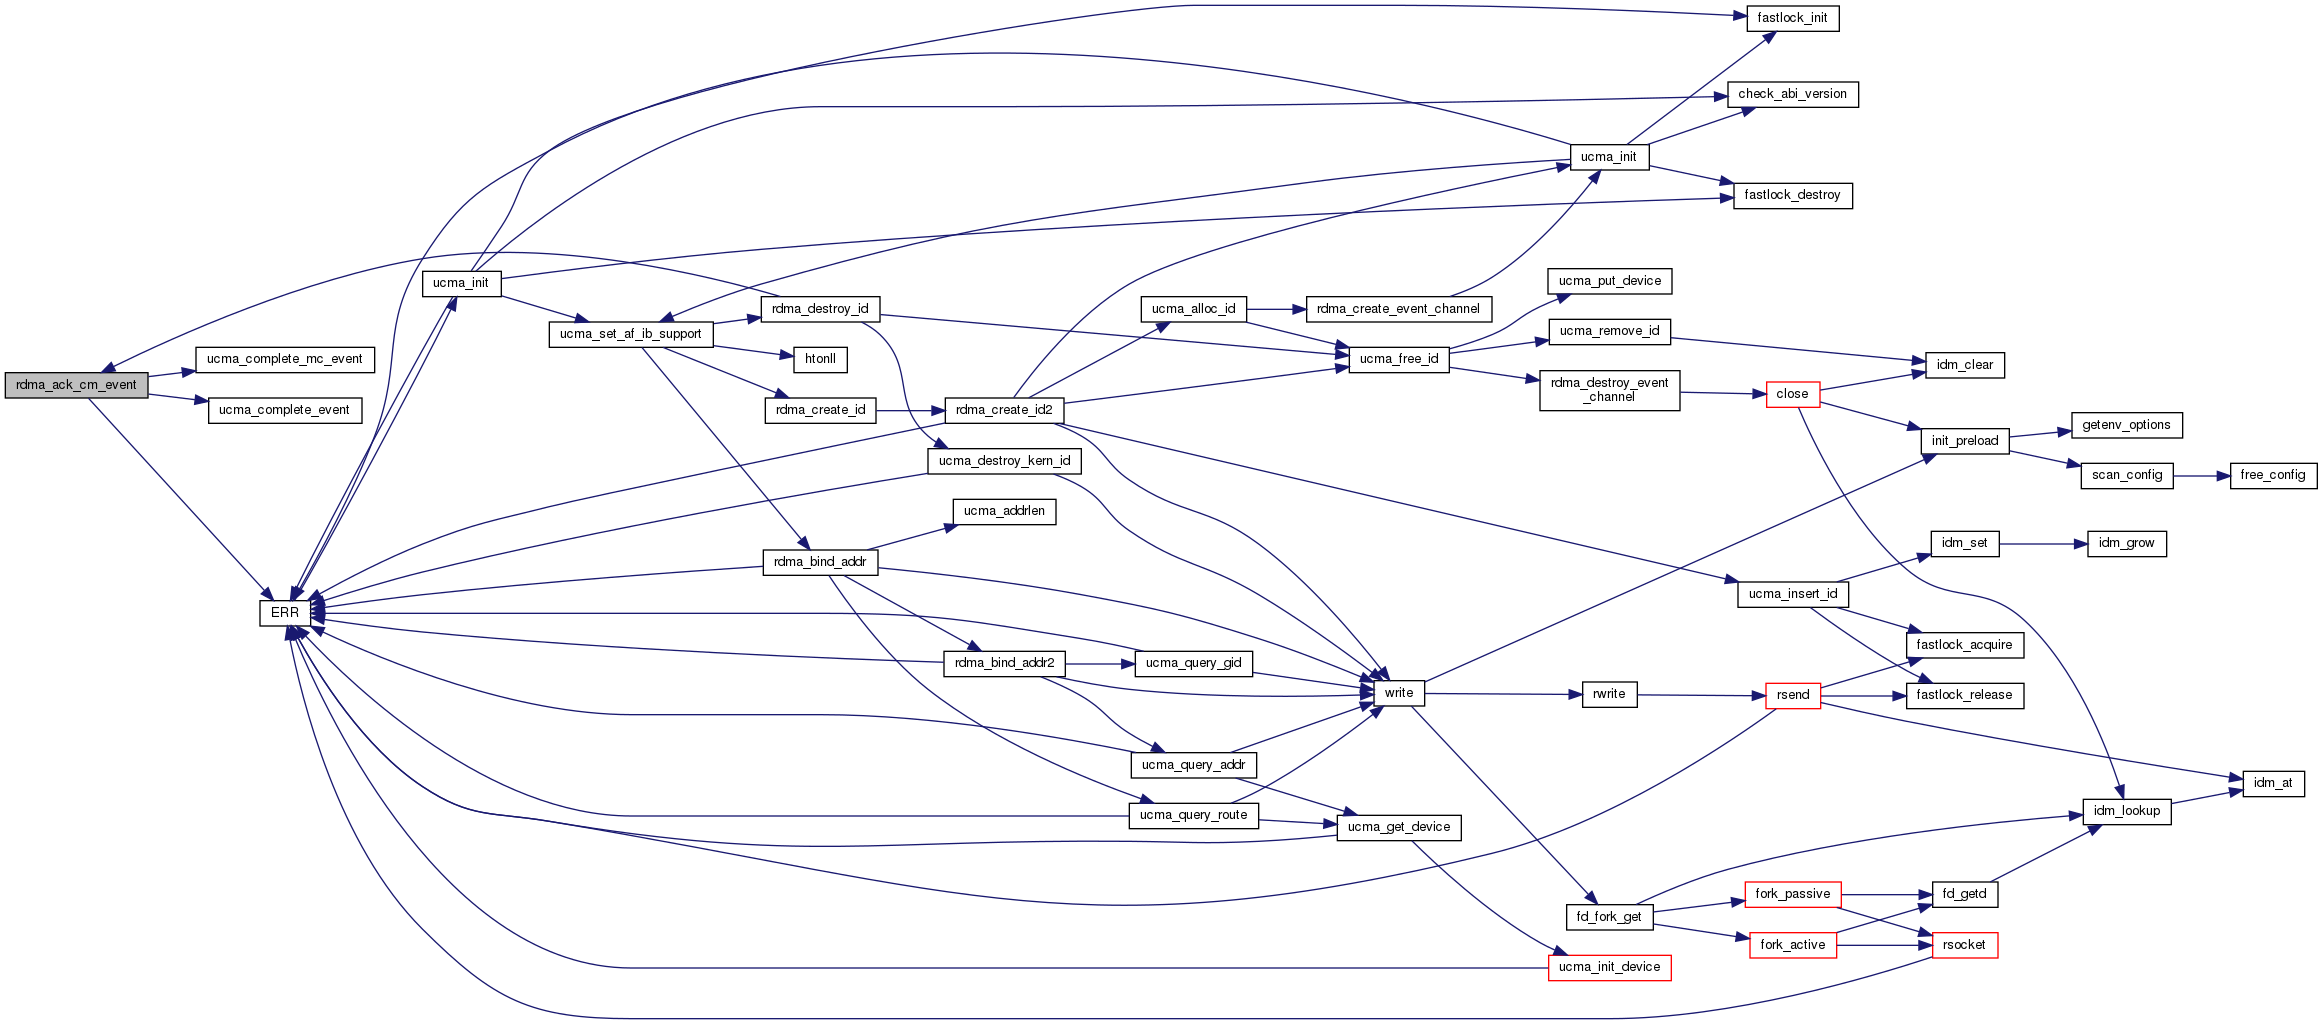 fastlock_init
check_abi_version
ucma_init
fastlock_destroy
ucma_init
ucma_put_device
rdma_destroy_id
ucma_alloc_id
rdma_create_event_channel
ucma_set_af_ib_support
ucma_remove_id
ucma_complete_mc_event
htonll
ucma_free_id
idm_clear
rdma_ack_cm_event
rdma_destroy_event
_channel
close
ucma_complete_event
rdma_create_id
rdma_create_id2
getenv_options
init_preload
ucma_destroy_kern_id
scan_config
free_config
ucma_addrlen
idm_set
idm_grow
rdma_bind_addr
ucma_insert_id
ERR
fastlock_acquire
rdma_bind_addr2
ucma_query_gid
write
rwrite
rsend
fastlock_release
ucma_query_addr
idm_at
ucma_query_route
idm_lookup
ucma_get_device
fork_passive
fd_getd
fd_fork_get
fork_active
rsocket
ucma_init_device